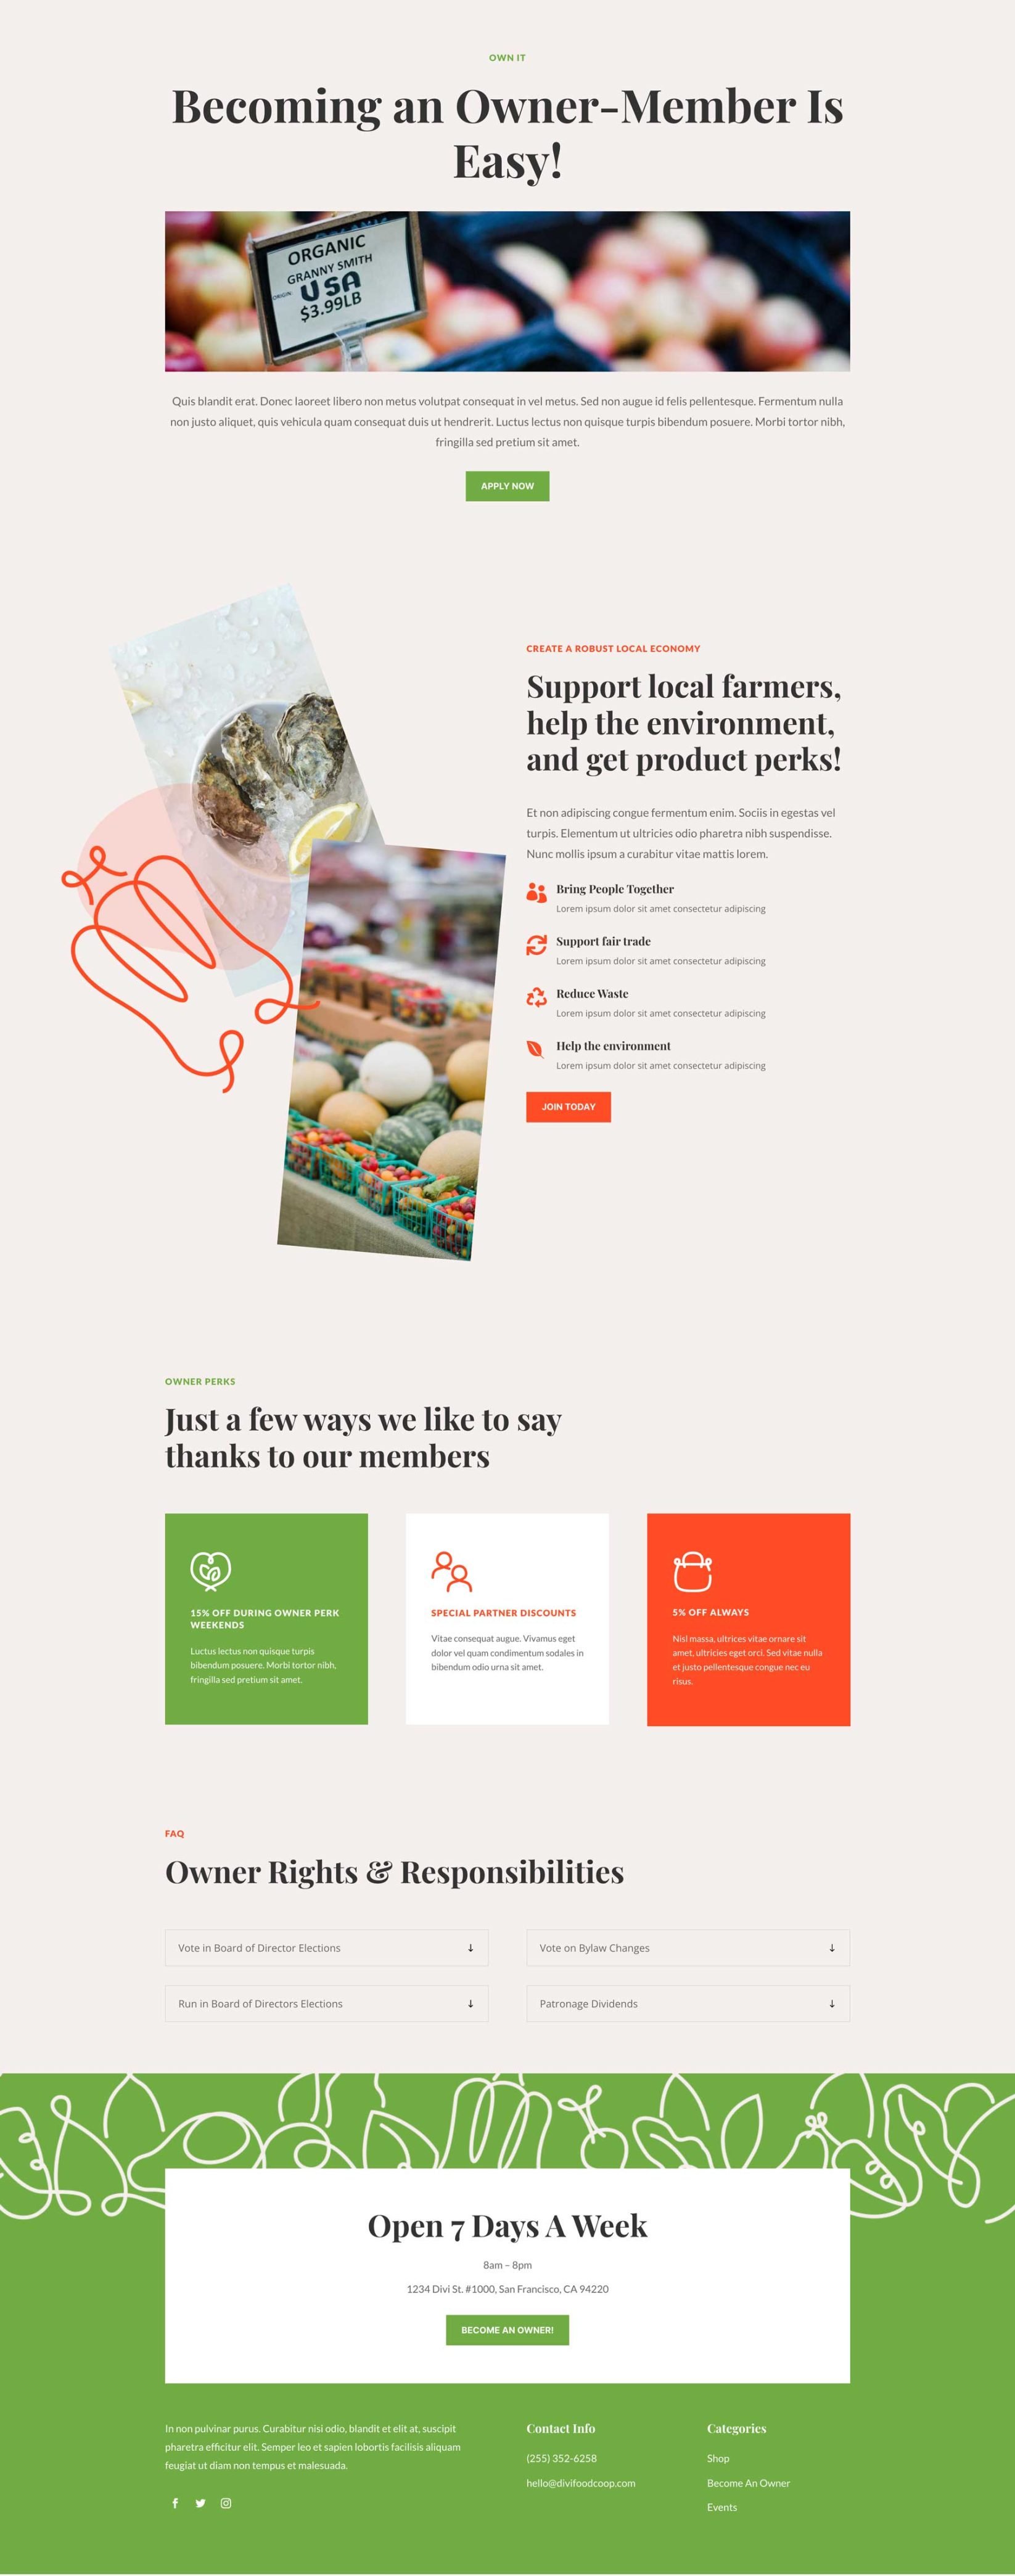 OWN IT
Becoming an Owner-Member Is
Easy!
ORGANIC
GRANNY SMITH
ORIGIN USA
$3.99LB
Quis blandit erat. Donec laoreet libero non metus volutpat consequat in vel metus. Sed non augue id felis pellentesque. Fermentum nulla
non justo aliquet, quis vehicula quam consequat duis ut hendrerit. Luctus lectus non quisque turpis bibendum posuere. Morbi tortor nibh,
fringilla sed pretium sit amet.
APPLY NOW
CREATE A ROBUST LOCAL ECONOMY
Support local farmers,
help the environment,
and get product perks!
Et non adipiscing congue fermentum enim. Sociis in egestas vel
turpis. Elementum ut ultricies odio pharetra nibh suspendisse.
Nunc mollis ipsum a curabitur vitae mattis lorem.
Bring People Together
Lorem ipsum dolor sit amet consectetur adipiscing
Support fair trade
Lorem ipsum dolor sit amet consectetur adipiscing
Reduce Waste
Lorem ipsum dolor sit amet consectetur adipiscing
Help the environment
Lorem ipsum dolor sit amet consectetur adipiscing
JOIN TODAY
OWNER PERKS
Just a few ways we like to say
thanks to our members
15% OFF DURING OWNER PERK
WEEKENDS
Luctus lectus non quisque turpis
bibendum posuere. Morbi tortor nibh,
fringilla sed pretium sit amet.
SPECIAL PARTNER DISCOUNTS
Vitae consequat augue. Vivamus eget
dolor vel quam condimentum sodales in
bibendum odio urna sit amet.
5% OFF ALWAYS
Nisl massa, ultrices vitae ornare sit
amet, ultricies eget orci. Sed vitae nulla
et justo pellentesque congue nec eu
risus.
FAQ
Owner Rights & Responsibilities
Vote in Board of Director Elections
Vote on Bylaw Changes
Run in Board of Directors Elections
Patronage Dividends
Open 7 Days A Week
8am – 8pm
1234 Divi St. #1000, San Francisco, CA 94220
BECOME AN OWNER!
In non pulvinar purus. Curabitur nisi odio, blandit et elit at, suscipit
pharetra efficitur elit. Semper leo et sapien lobortis facilisis aliquam
feugiat ut diam non tempus et malesuada.
Contact Info
(255) 352-6258
hello@divifoodcoop.com
Categories
Shop
Become An Owner
Events